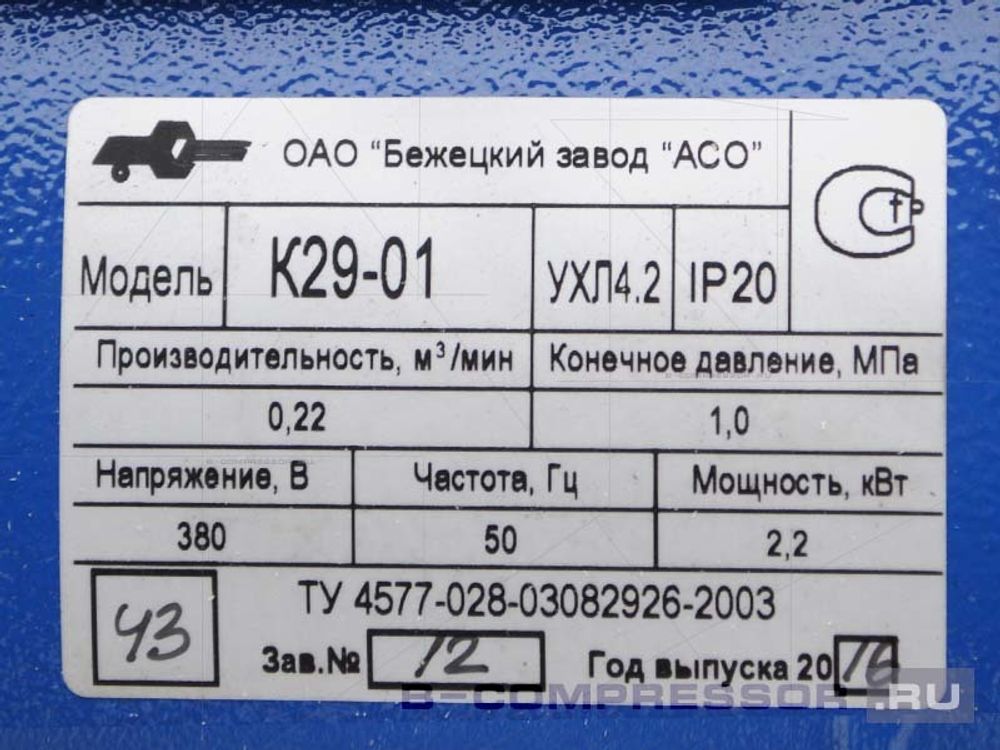 ОАО "Бежецкий завод "АСО"
Модель К29-01 УХЛ4.2 IP20
Производительность, м³/мин Конечное давление, МПа
0,22 1,0
Напряжение, В Частота, Гц Мощность, кВт
380 50 2,2
ТУ 4577-028-03082926-2003
43 Зав.№ 12 Год выпуска 2016
B-COMPRESSOR.RU